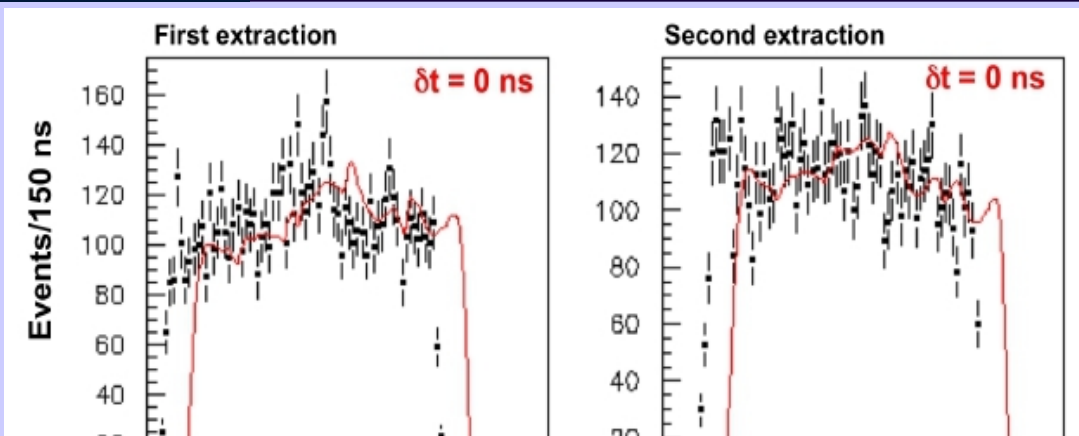 First extraction
δt = 0 ns
160
140
120
100
80
60
40
Events/150 ns
Second extraction
δt = 0 ns
140
120
100
80
60
40